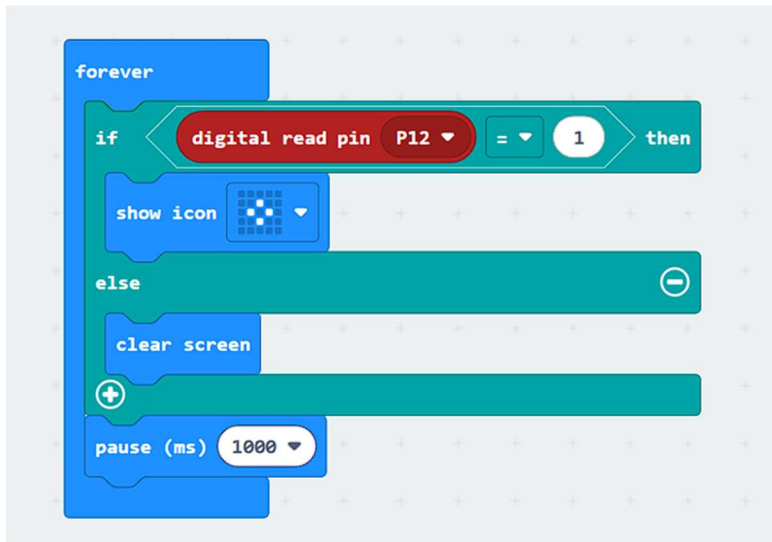 forever
if digital read pin P12 = 1 then
show icon
else
clear screen
pause (ms) 1000